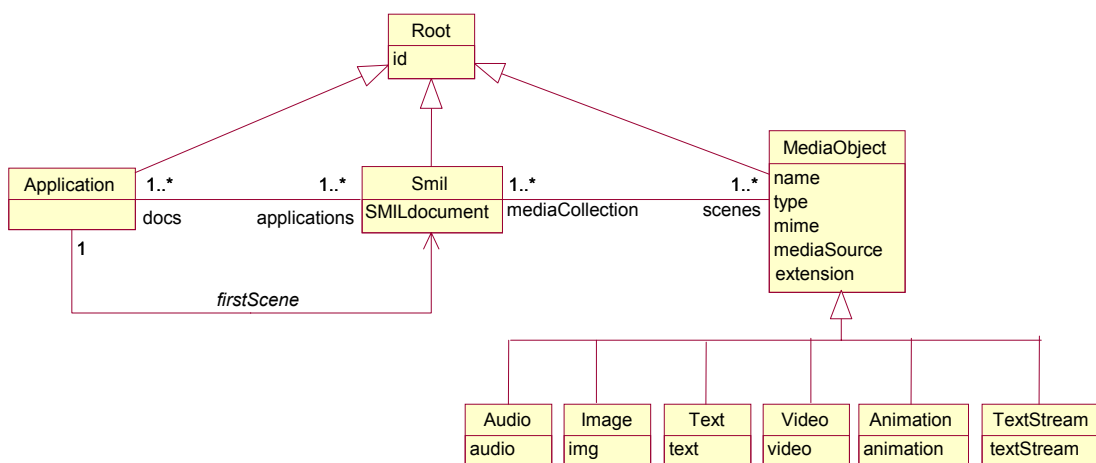 Root
id
MediaObject
Application
1..*
1..*
Smil
1..*
1..*
name
SMILdocument
type
docs
applications
mediaCollection
scenes
mime
1
mediaSource
extension
firstScene
Audio
Image
Text
Video
Animation
TextStream
audio
img
text
video
animation
textStream